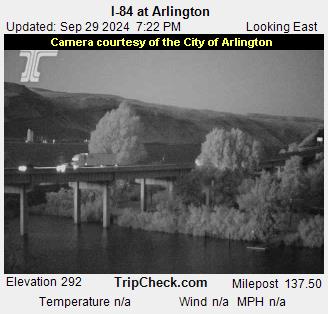 I-84 at Arlington
Updated: Sep 29 2024 7:22 PM Looking East
Camera courtesy of the City of Arlington
Elevation 292 TripCheck.com Milepost 137.50
Temperature n/a Wind n/a MPH n/a